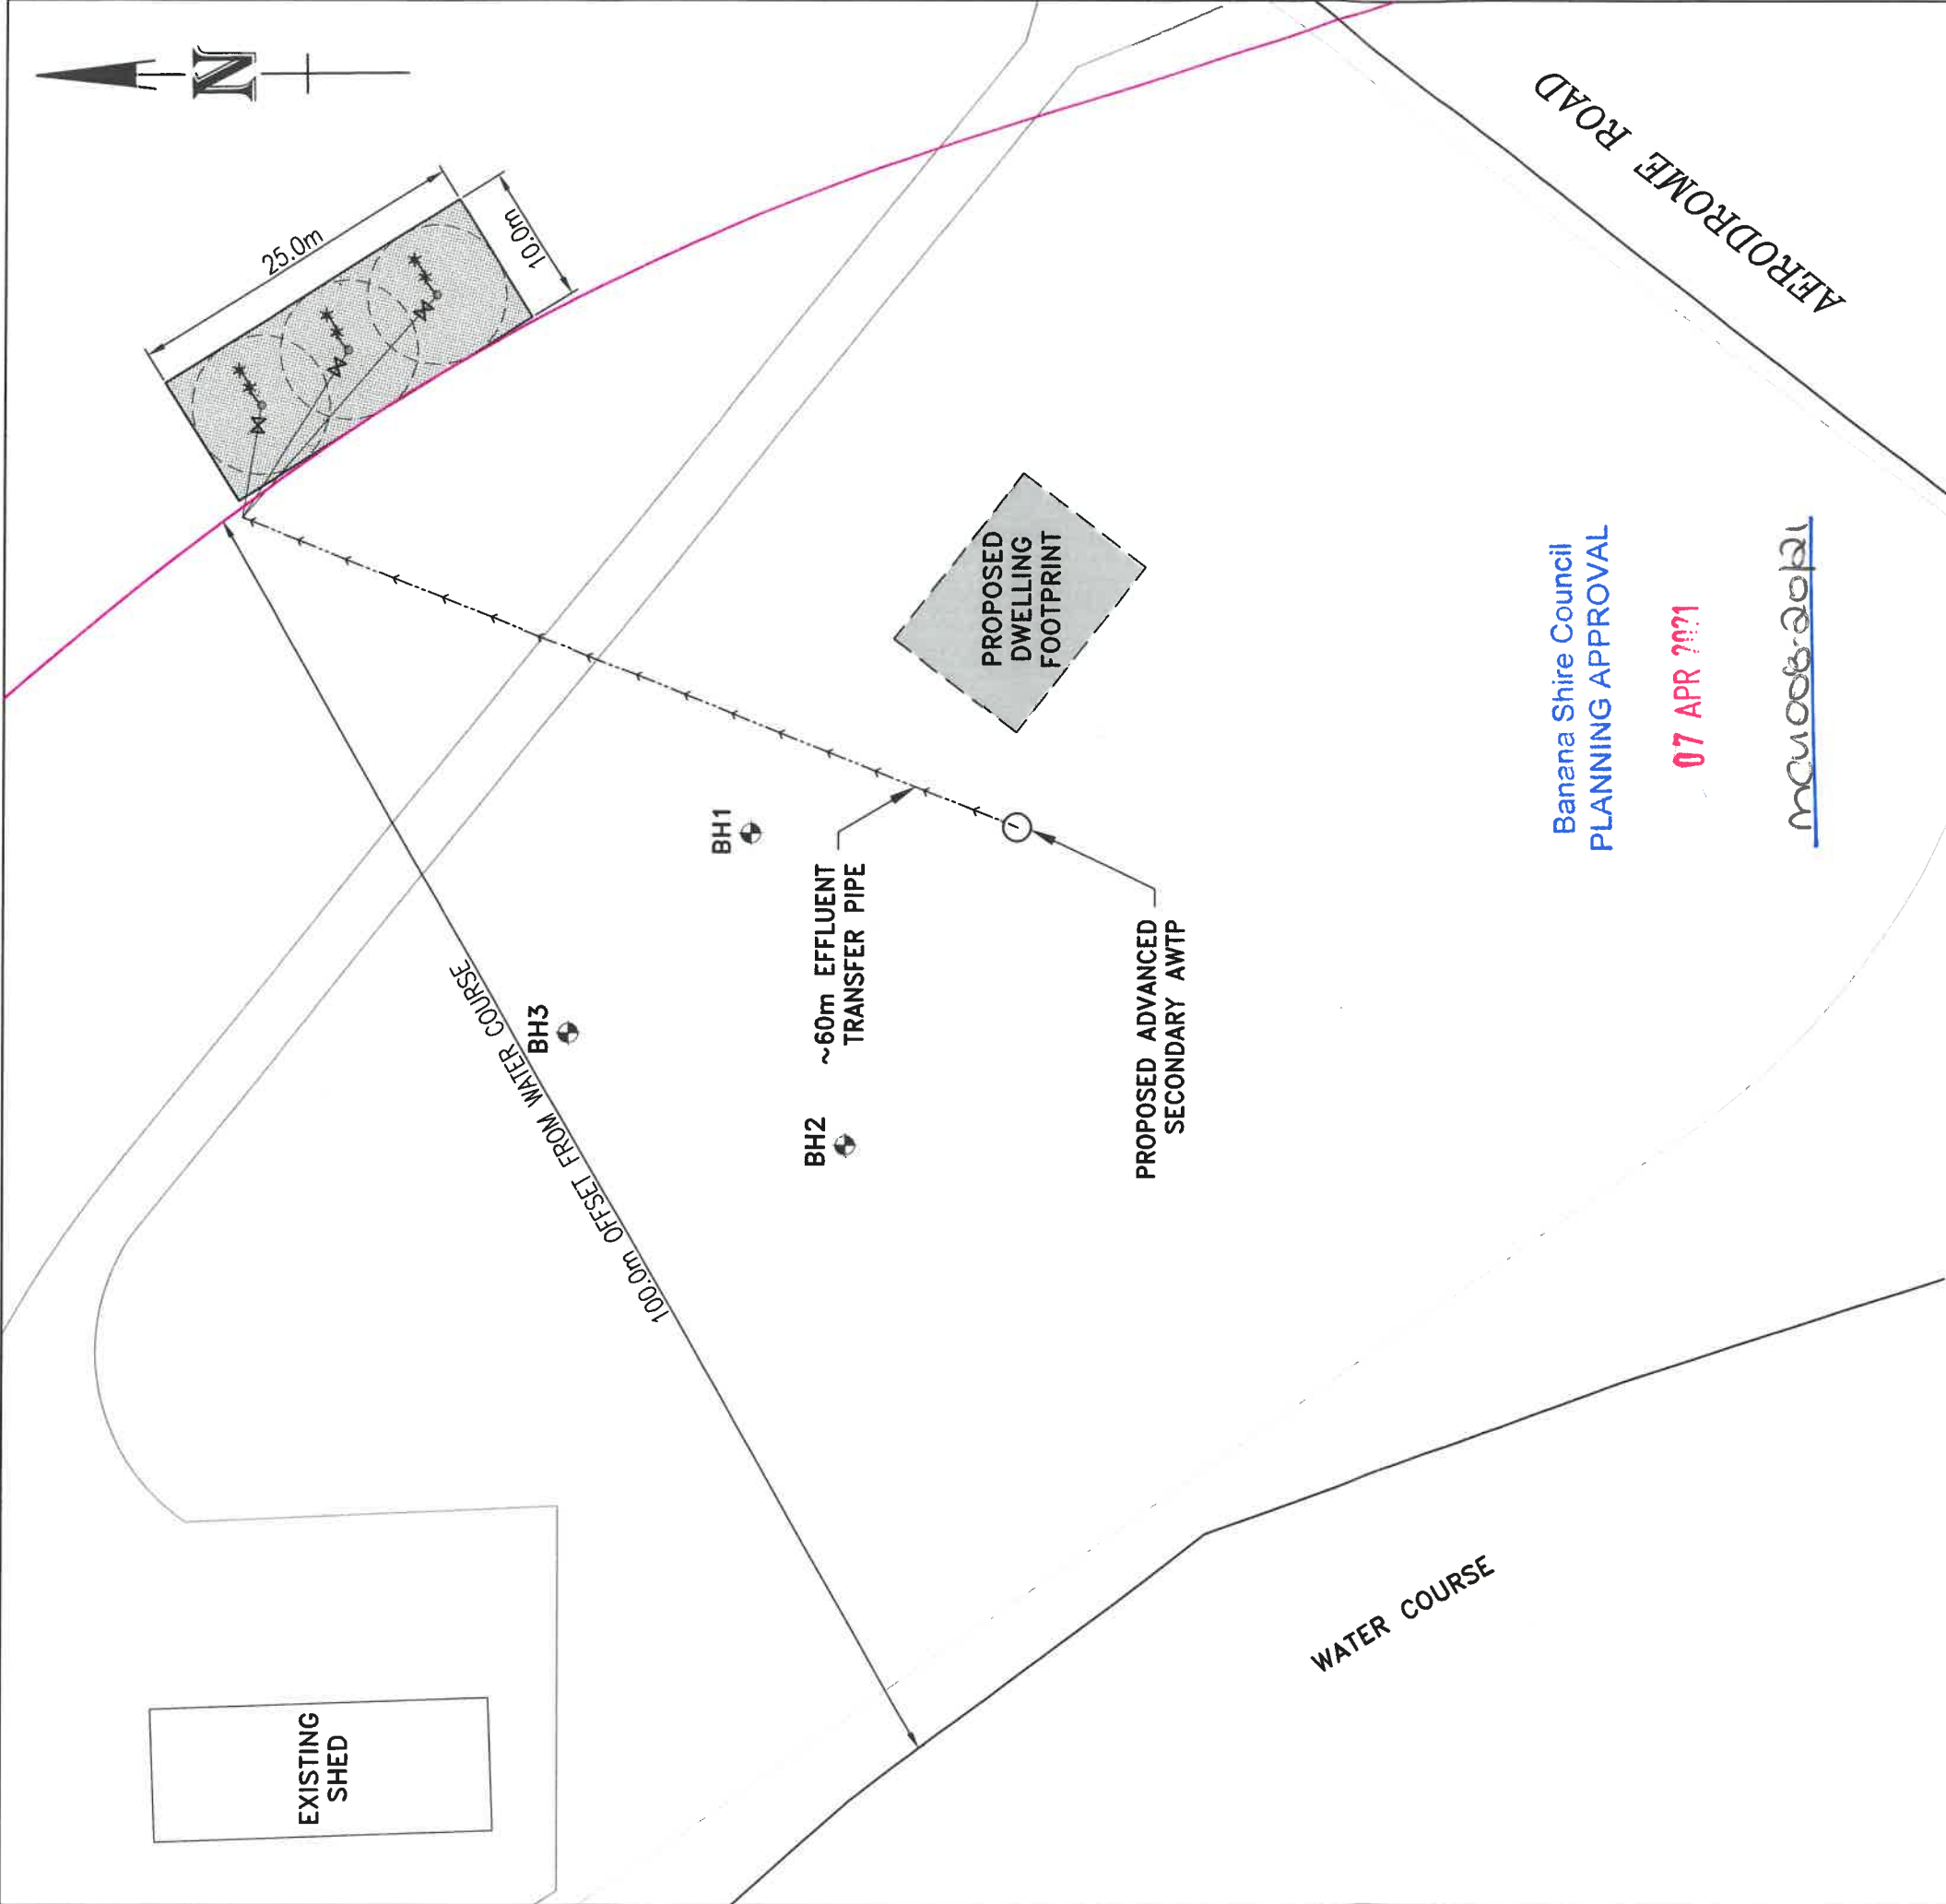 N
25.0m
10.0m
AERODROME ROAD
100.0m OFFSET FROM WATER COURSE
BH3
BH1
BH2
~60m EFFLUENT
TRANSFER PIPE
PROPOSED
DWELLING
FOOTPRINT
PROPOSED ADVANCED
SECONDARY AWTP
EXISTING
SHED
WATER COURSE
Banana Shire Council
PLANNING APPROVAL
07 APR 2021